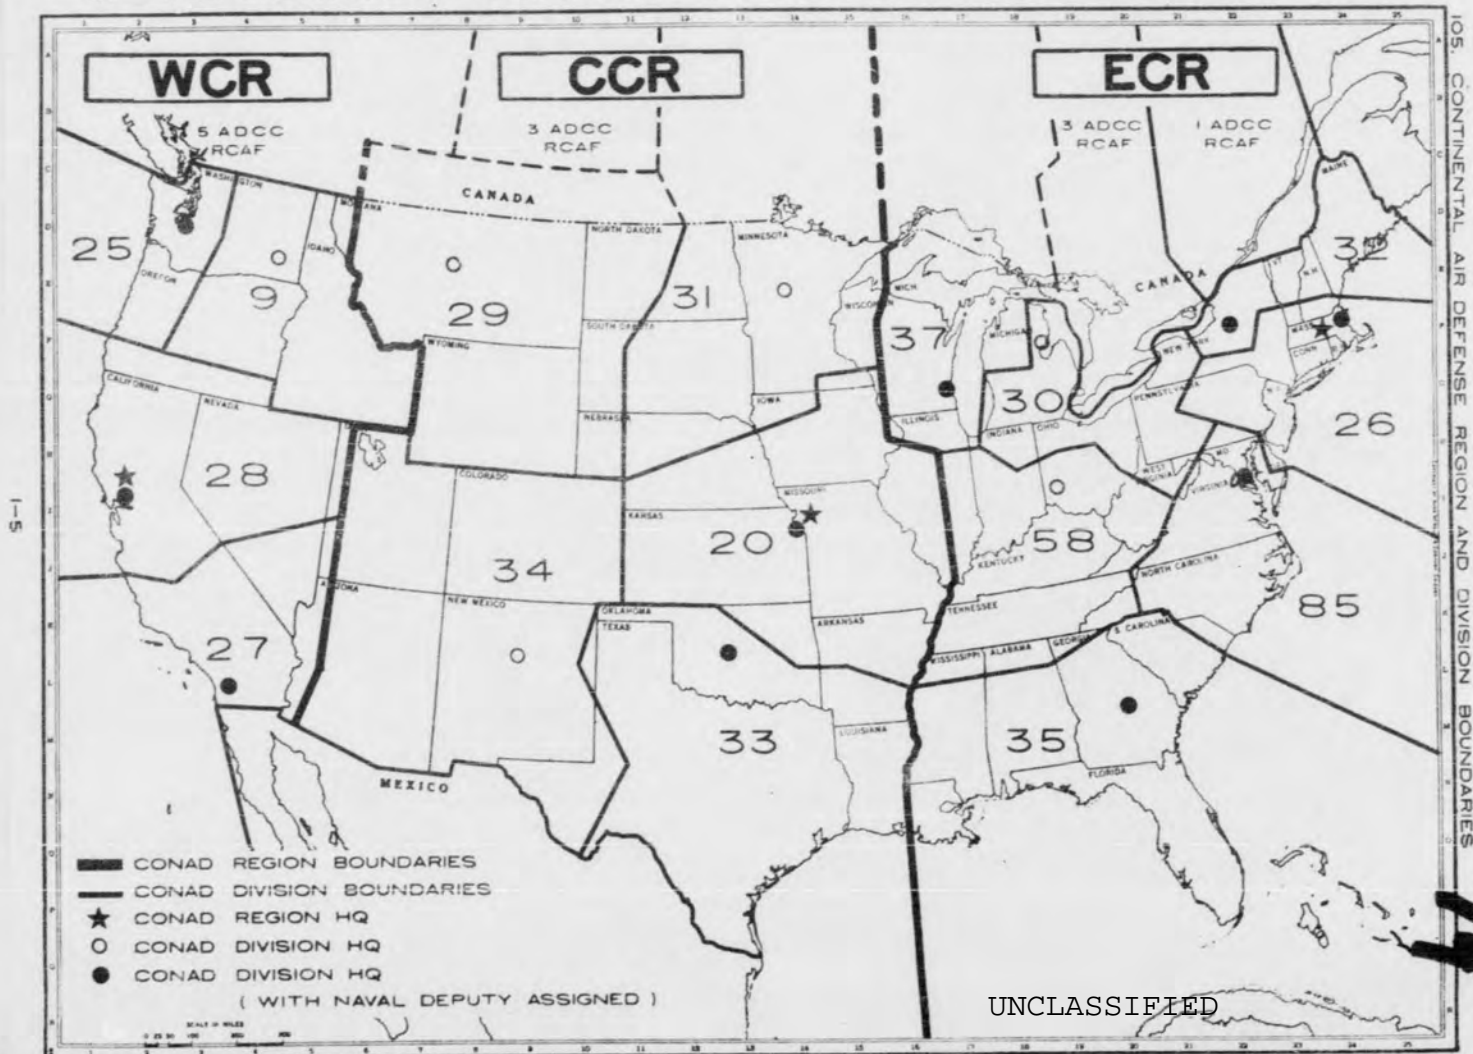 105. CONTINENTAL AIR DEFENSE REGION AND DIVISION BOUNDARIES
1-5
WCR
CCR
ECR
5 ADCC
RCAF
3 ADCC
RCAF
3 ADCC
RCAF
1 ADCC
RCAF
CANADA
CANADA
MEXICO
WASHINGTON
MONTANA
IDAHO
OREGON
NORTH DAKOTA
MINNESOTA
SOUTH DAKOTA
WISCONSIN
MICH.
MICHIGAN
WYOMING
CALIFORNIA
NEVADA
NEBRASKA
IOWA
ILLINOIS
INDIANA
OHIO
PENNSYLVANIA
NEW YORK
MAINE
VT
N.H.
MASS
CONN
R.I.
WEST
VIRGINIA
MD
VIRGINIA
COLORADO
KANSAS
MISSOURI
KENTUCKY
NORTH CAROLINA
TENNESSEE
S. CAROLINA
ARIZONA
NEW MEXICO
OKLAHOMA
TEXAS
ARKANSAS
LOUISIANA
MISSISSIPPI
ALABAMA
GEORGIA
FLORIDA
25
9
29
31
37
30
32
26
28
34
20
58
85
27
33
35
CONAD REGION BOUNDARIES
CONAD DIVISION BOUNDARIES
CONAD REGION HQ
CONAD DIVISION HQ
CONAD DIVISION HQ
( WITH NAVAL DEPUTY ASSIGNED )
SCALE IN MILES
UNCLASSIFIED